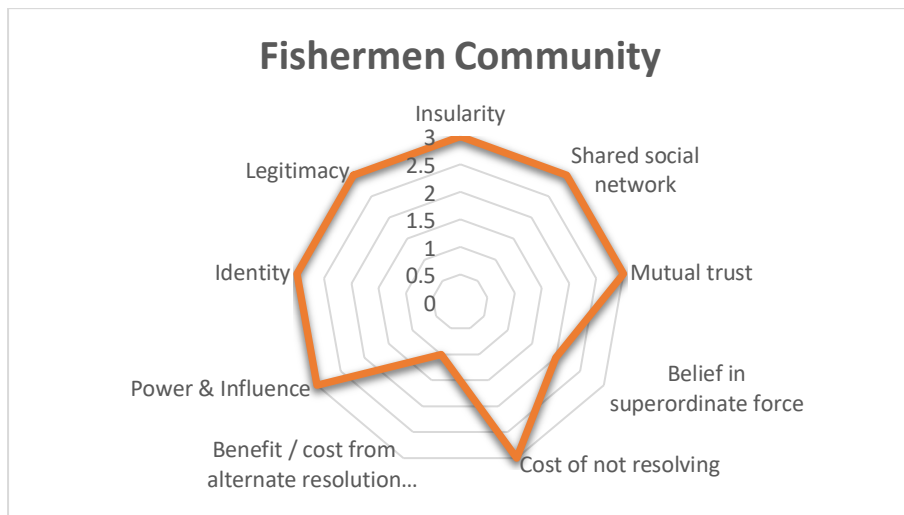 Fishermen Community
Insularity
Shared social
network
Mutual trust
Belief in
superordinate force
Cost of not resolving
Benefit / cost from
alternate resolution...
Power & Influence
Identity
Legitimacy
3
2.5
2
1.5
1
0.5
0